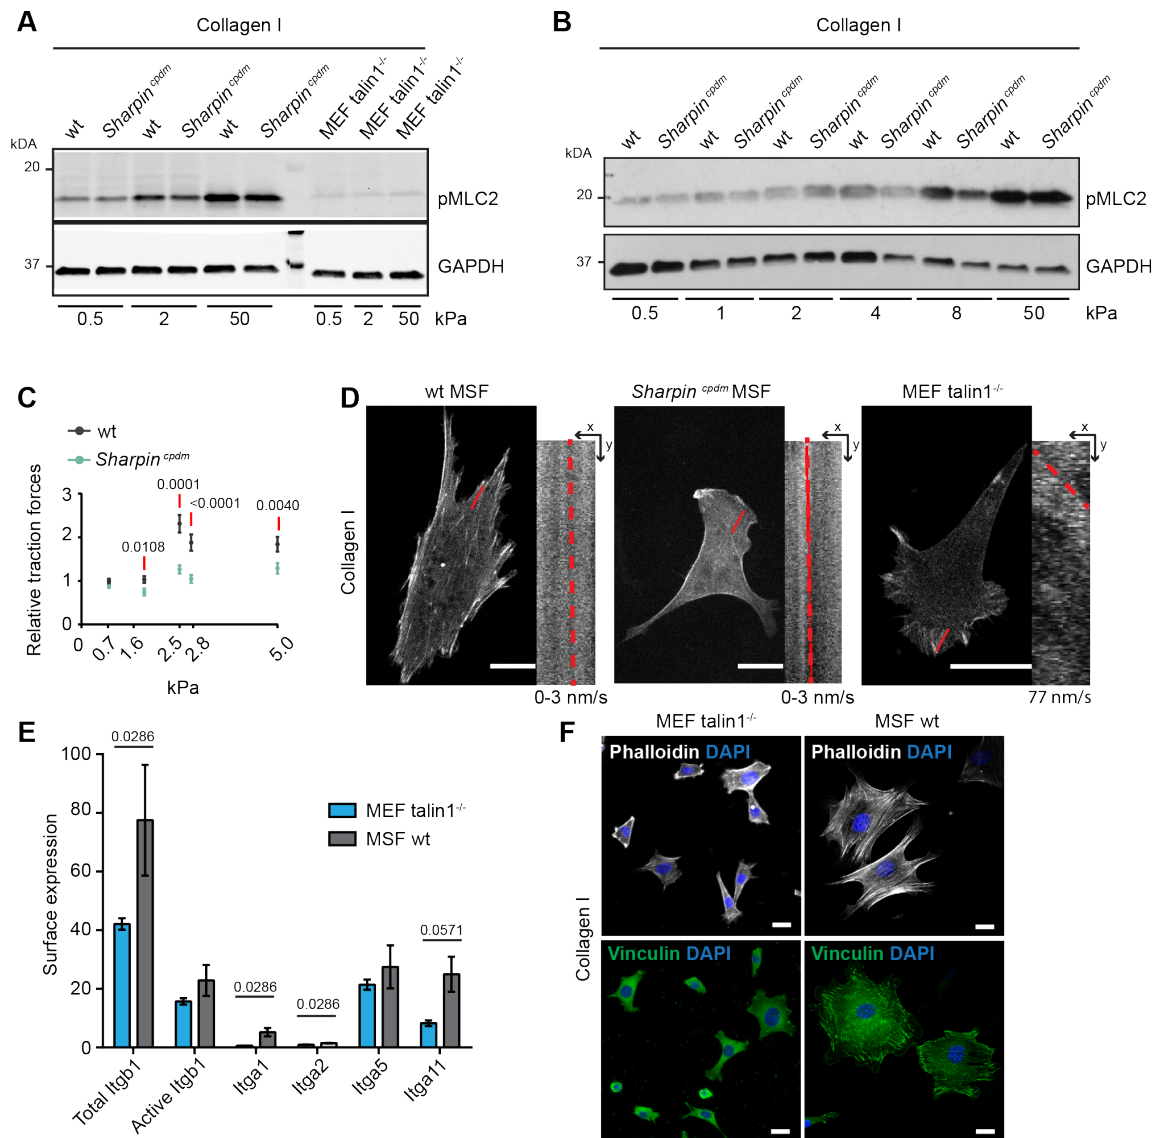 A
Collagen I
wt
Sharpin cpdm
wt
Sharpin cpdm
wt
Sharpin cpdm
MEF talin1-/-
MEF talin1-/-
MEF talin1-/-
kDA
20
pMLC2
37
GAPDH
0.5
2
50
0.5
2
50
kPa
B
Collagen I
wt
Sharpin cpdm
wt
Sharpin cpdm
wt
Sharpin cpdm
wt
Sharpin cpdm
wt
Sharpin cpdm
wt
Sharpin cpdm
kDA
20
pMLC2
37
GAPDH
0.5
1
2
4
8
50
kPa
C
wt
Sharpin cpdm
Relative traction forces
3
2
1
0
0.0108
0.0001
<0.0001
0.0040
0
0.7
1.6
2.5
2.8
5.0
kPa
D
Collagen I
wt MSF
Sharpin cpdm MSF
MEF talin1-/-
x
y
x
y
x
y
0-3 nm/s
0-3 nm/s
77 nm/s
E
Surface expression
100
80
60
40
20
0
0.0286
0.0286
0.0286
0.0571
MEF talin1-/-
MSF wt
Total Itgb1
Active Itgb1
Itga1
Itga2
Itga5
Itga11
F
Collagen I
MEF talin1-/-
MSF wt
Phalloidin DAPI
Phalloidin DAPI
Vinculin DAPI
Vinculin DAPI